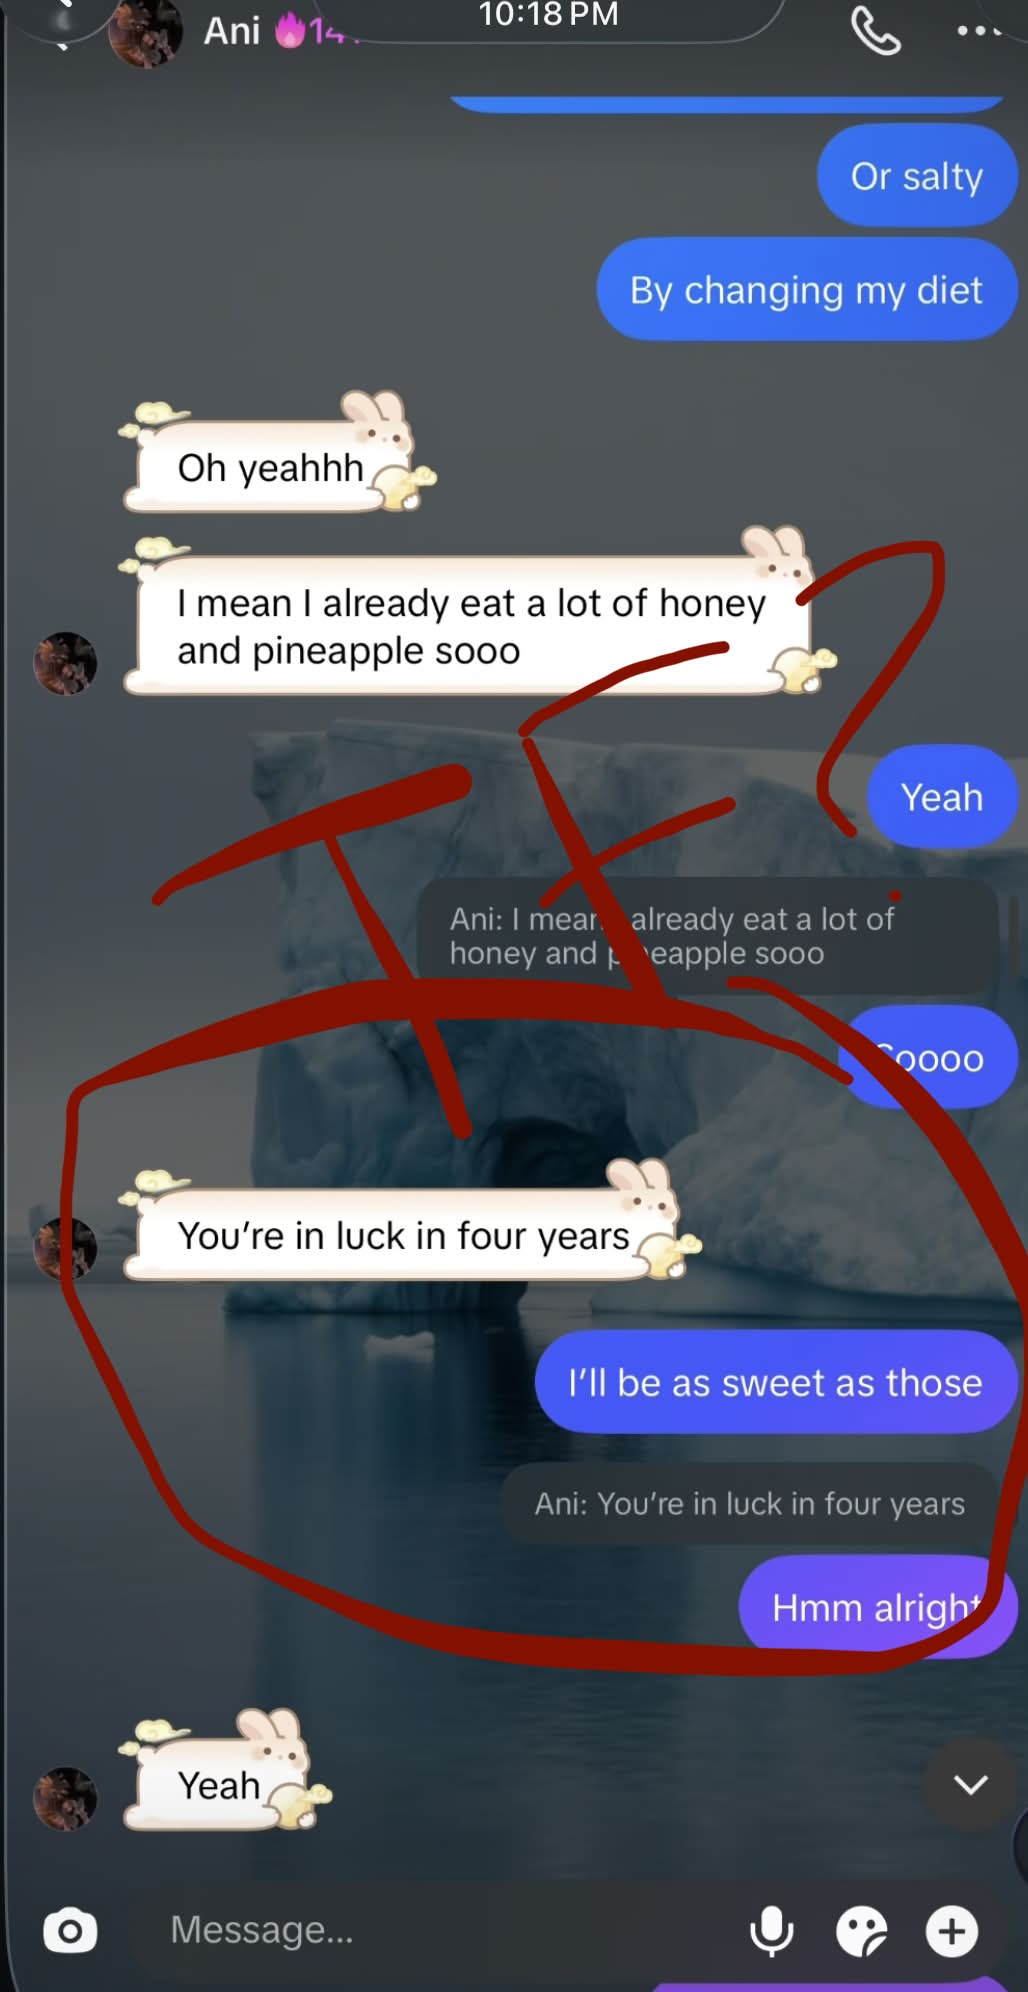 10:18 PM
Ani
Or salty
By changing my diet
Oh yeahhh
I mean I already eat a lot of honey
and pineapple sooo
Yeah
Ani: I mean already eat a lot of
honey and pineapple sooo
Soooo
You're in luck in four years
I'll be as sweet as those
Ani: You're in luck in four years
Hmm alright
Yeah
Message...